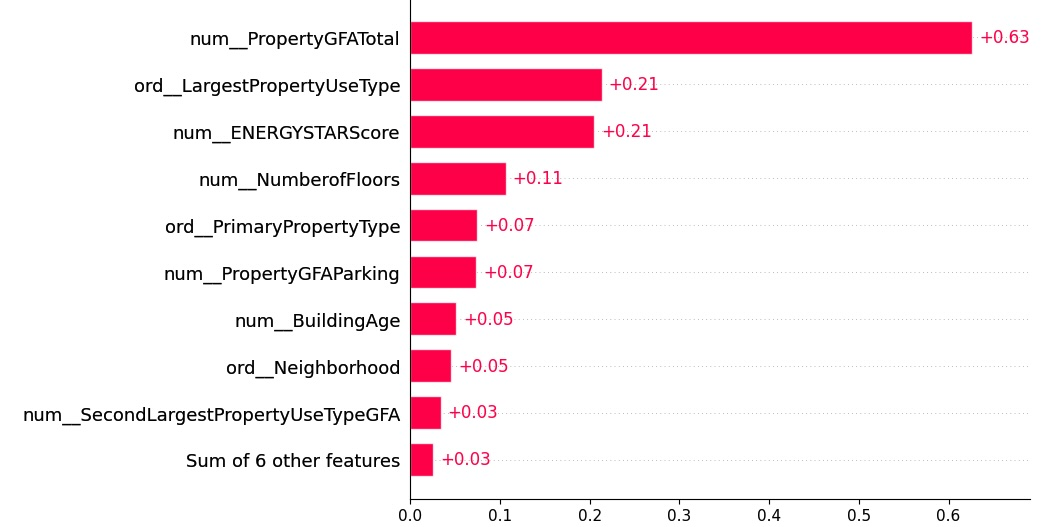 num__PropertyGFATotal +0.63
ord__LargestPropertyUseType +0.21
num__ENERGYSTARScore +0.21
num__NumberofFloors +0.11
ord__PrimaryPropertyType +0.07
num__PropertyGFAParking +0.07
num__BuildingAge +0.05
ord__Neighborhood +0.05
num__SecondLargestPropertyUseTypeGFA +0.03
Sum of 6 other features +0.03
0.0 0.1 0.2 0.3 0.4 0.5 0.6